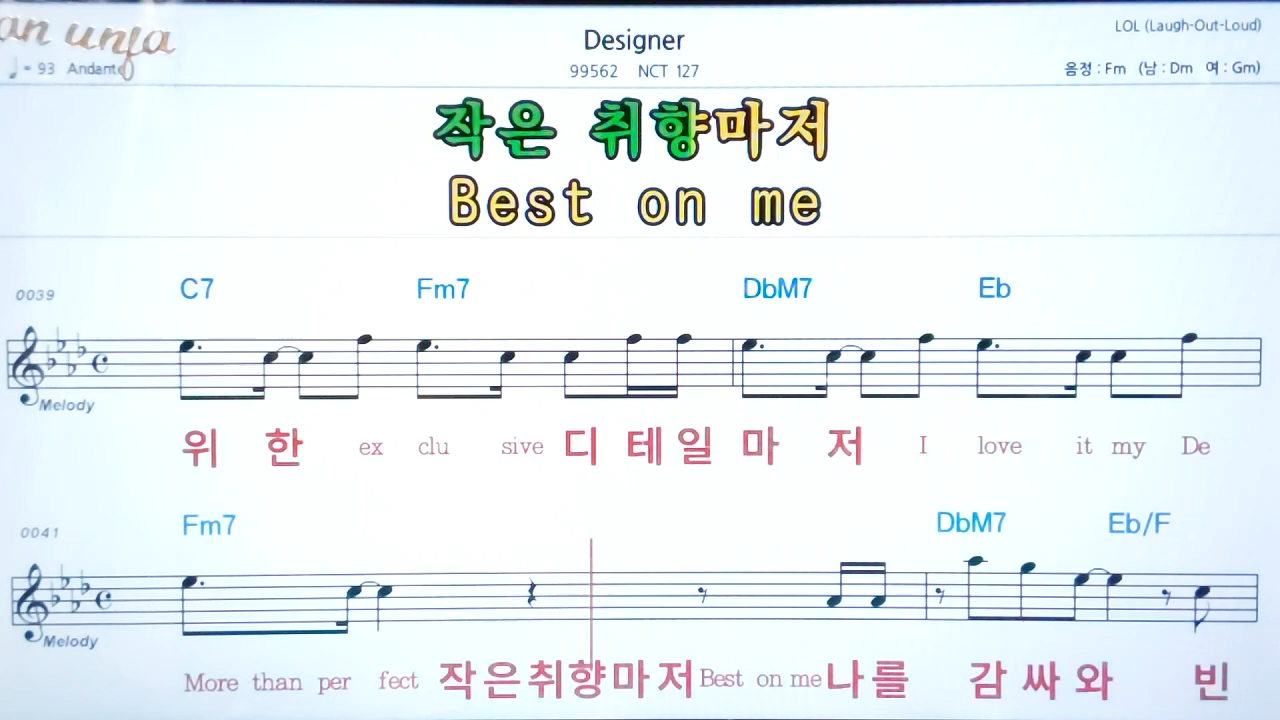 an unja
LOL (Laugh-Out-Loud)
Designer
♩= 93 Andante
99562 NCT 127
음정 : Fm (남 : Dm 여 : Gm)
작은 취향마저
Best on me
0039 C7 Fm7 DbM7 Eb
Melody
위 한 ex clu sive 디 테 일 마 저 I love it my De
0041 Fm7 DbM7 Eb/F
Melody
More than per fect 작은취향마저 Best on me 나를 감 싸 와 빈